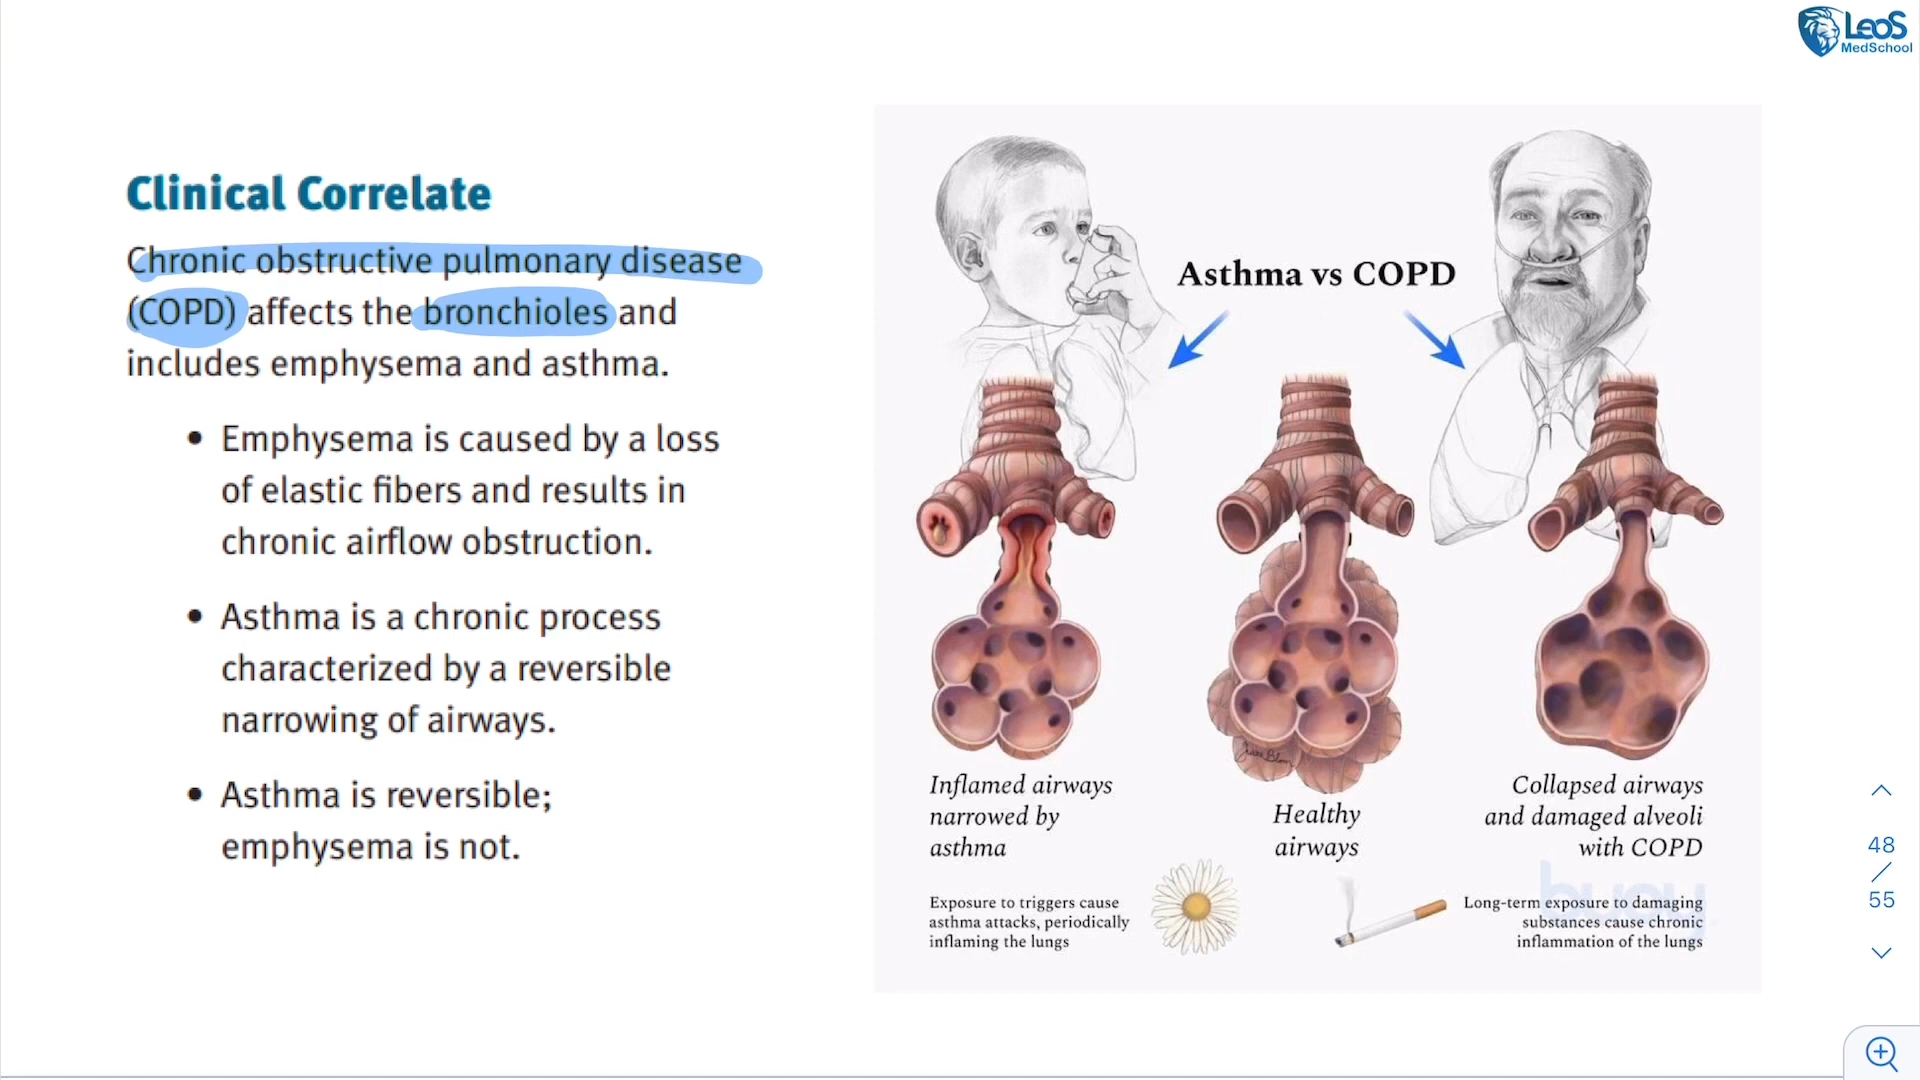 LeoS
MedSchool
Clinical Correlate
Chronic obstructive pulmonary disease
(COPD) affects the bronchioles and
includes emphysema and asthma.
• Emphysema is caused by a loss
of elastic fibers and results in
chronic airflow obstruction.
• Asthma is a chronic process
characterized by a reversible
narrowing of airways.
• Asthma is reversible;
emphysema is not.
Asthma vs COPD
Inflamed airways
narrowed by
asthma
Healthy
airways
Collapsed airways
and damaged alveoli
with COPD
Exposure to triggers cause
asthma attacks, periodically
inflaming the lungs
Long-term exposure to damaging
substances cause chronic
inflammation of the lungs
48
/
55